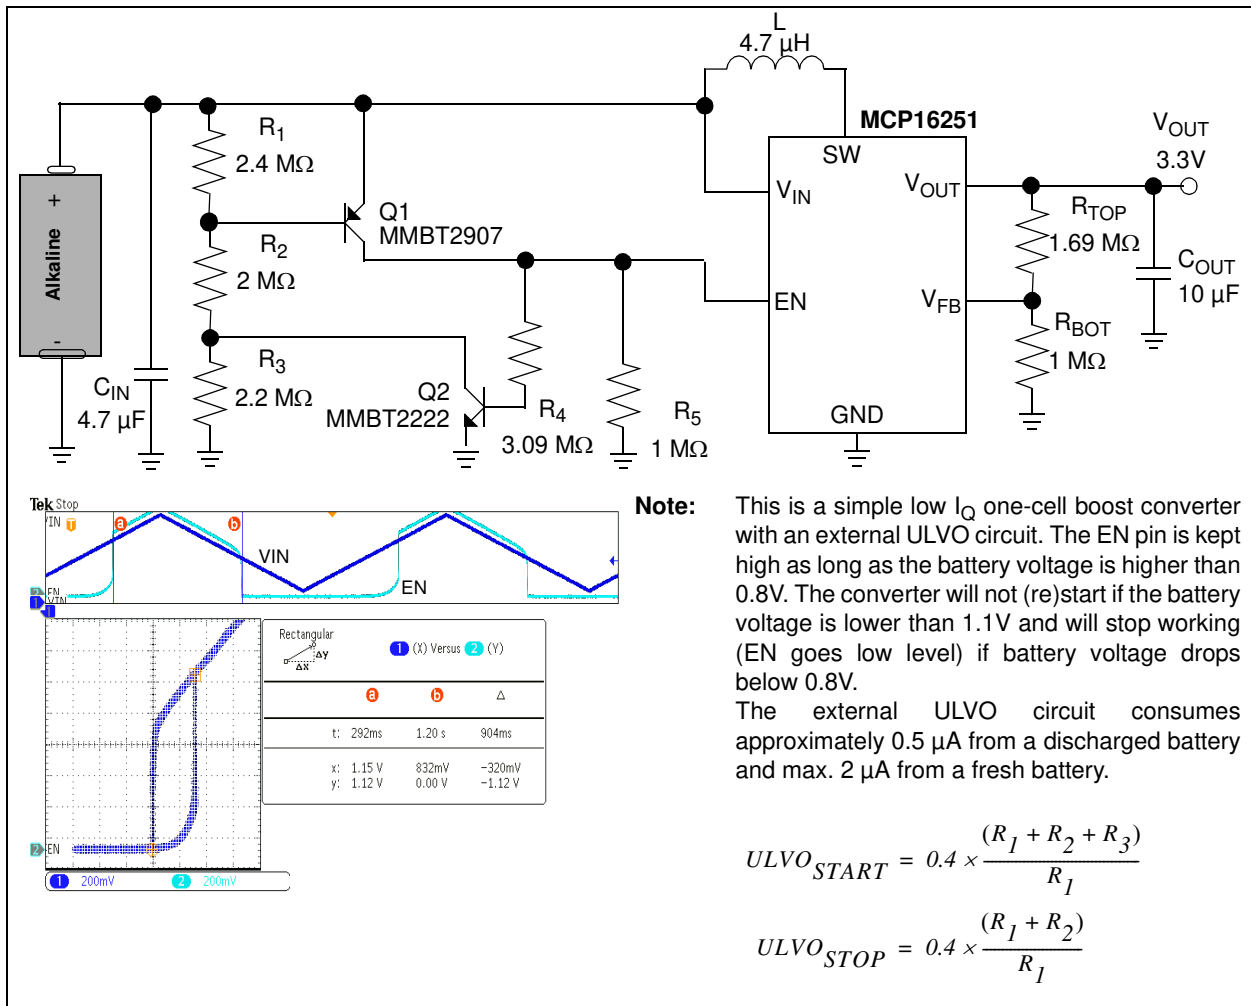 L
4.7 µH
MCP16251
SW
VIN
EN
VOUT
VFB
GND
VOUT
3.3V
RTOP
1.69 MΩ
COUT
10 µF
RBOT
1 MΩ
R1
2.4 MΩ
R2
2 MΩ
R3
2.2 MΩ
Q1
MMBT2907
Q2
MMBT2222
R4
3.09 MΩ
R5
1 MΩ
+
Alkaline
-
CIN
4.7 µF
Tek Stop
VIN
T
a
b
VIN
EN
2 EN
1 VIN
1
Rectangular
Δy
Δx
1 (X) Versus 2 (Y)
a b Δ
t: 292ms 1.20 s 904ms
x: 1.15 V 832mV −320mV
y: 1.12 V 0.00 V −1.12 V
2 EN
1 200mV 2 200mV
Note: This is a simple low IQ one-cell boost converter
with an external ULVO circuit. The EN pin is kept
high as long as the battery voltage is higher than
0.8V. The converter will not (re)start if the battery
voltage is lower than 1.1V and will stop working
(EN goes low level) if battery voltage drops
below 0.8V.
The external ULVO circuit consumes
approximately 0.5 µA from a discharged battery
and max. 2 µA from a fresh battery.
ULVOSTART = 0.4 × (R1 + R2 + R3) / R1
ULVOSTOP = 0.4 × (R1 + R2) / R1